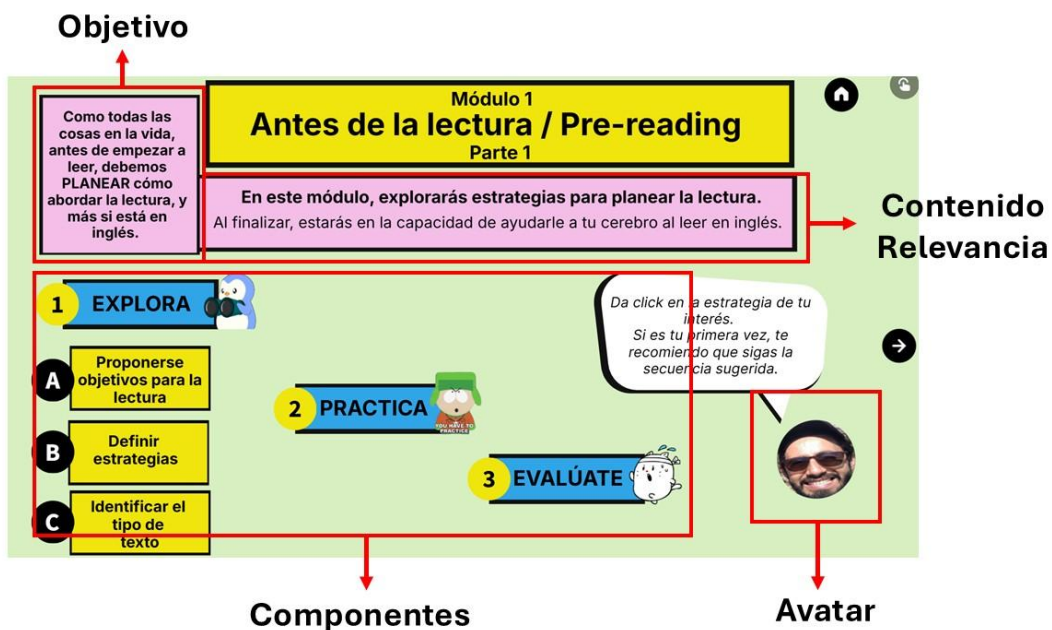 Objetivo
Como todas las
cosas en la vida,
antes de empezar a
leer, debemos
PLANEAR cómo
abordar la lectura, y
más si está en
inglés.
Módulo 1
Antes de la lectura / Pre-reading
Parte 1
En este módulo, explorarás estrategias para planear la lectura.
Al finalizar, estarás en la capacidad de ayudarle a tu cerebro al leer en inglés.
Contenido
Relevancia
1 EXPLORA
A
Proponerse
objetivos para la
lectura
B
Definir
estrategias
C
Identificar el
tipo de
texto
2 PRACTICA
YOU HAVE TO
PRACTICE
3 EVALÚATE
Da click en la estrategia de tu
interés.
Si es tu primera vez, te
recomiendo que sigas la
secuencia sugerida.
Componentes
Avatar